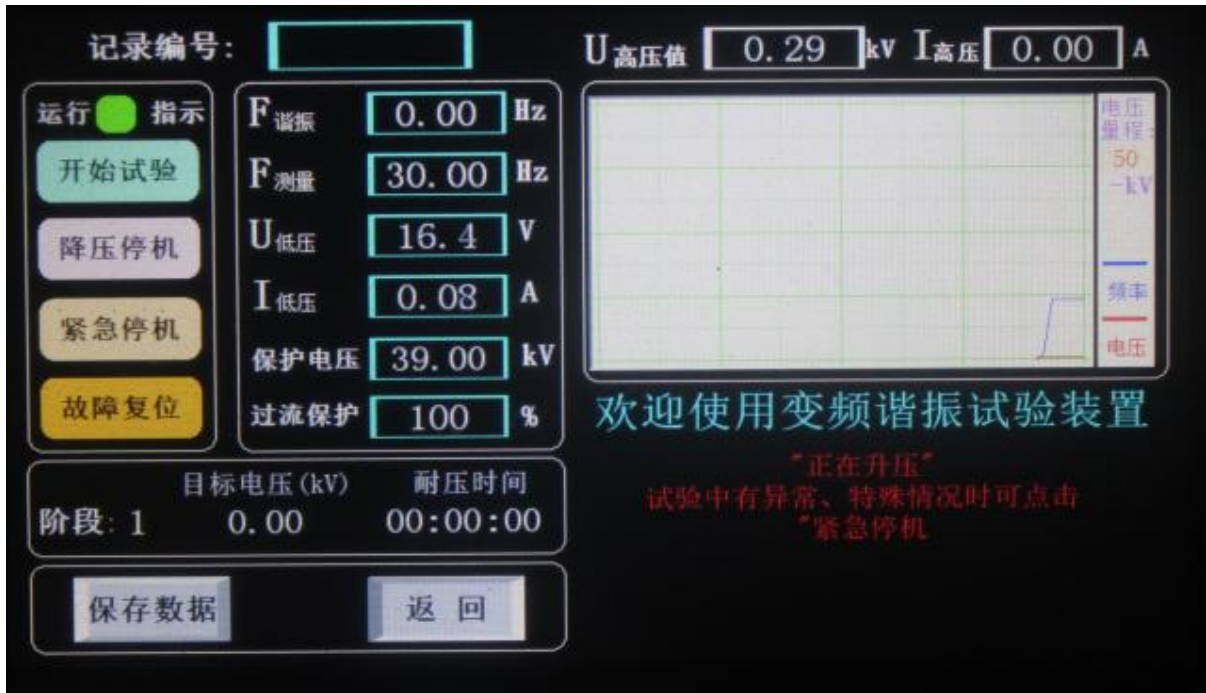 记录编号:
U高压值 0.29 kV I高压 0.00 A
运行 指示
开始试验
降压停机
紧急停机
故障复位
F谐振 0.00 Hz
F测量 30.00 Hz
U低压 16.4 V
I低压 0.08 A
保护电压 39.00 kV
过流保护 100 %
电压
量程:
50
-kV
频率
电压
欢迎使用变频谐振试验装置
"正在升压"
试验中有异常、特殊情况时可点击
"紧急停机
目标电压(kV) 耐压时间
阶段: 1 0.00 00:00:00
保存数据
返 回